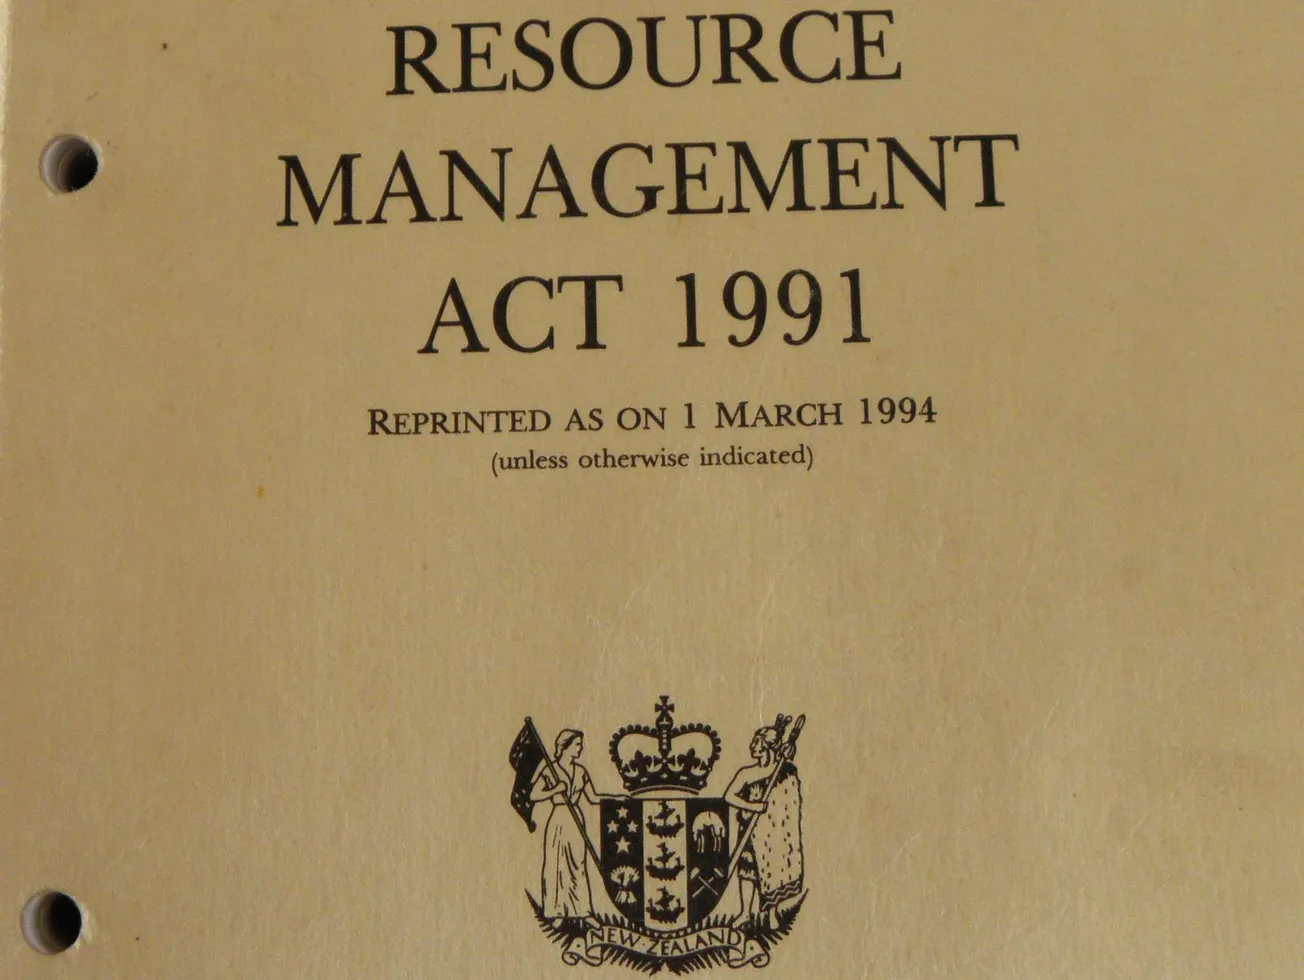 RESOURCE
MANAGEMENT
ACT 1991
REPRINTED AS ON 1 MARCH 1994
(unless otherwise indicated)
NEW ZEALAND